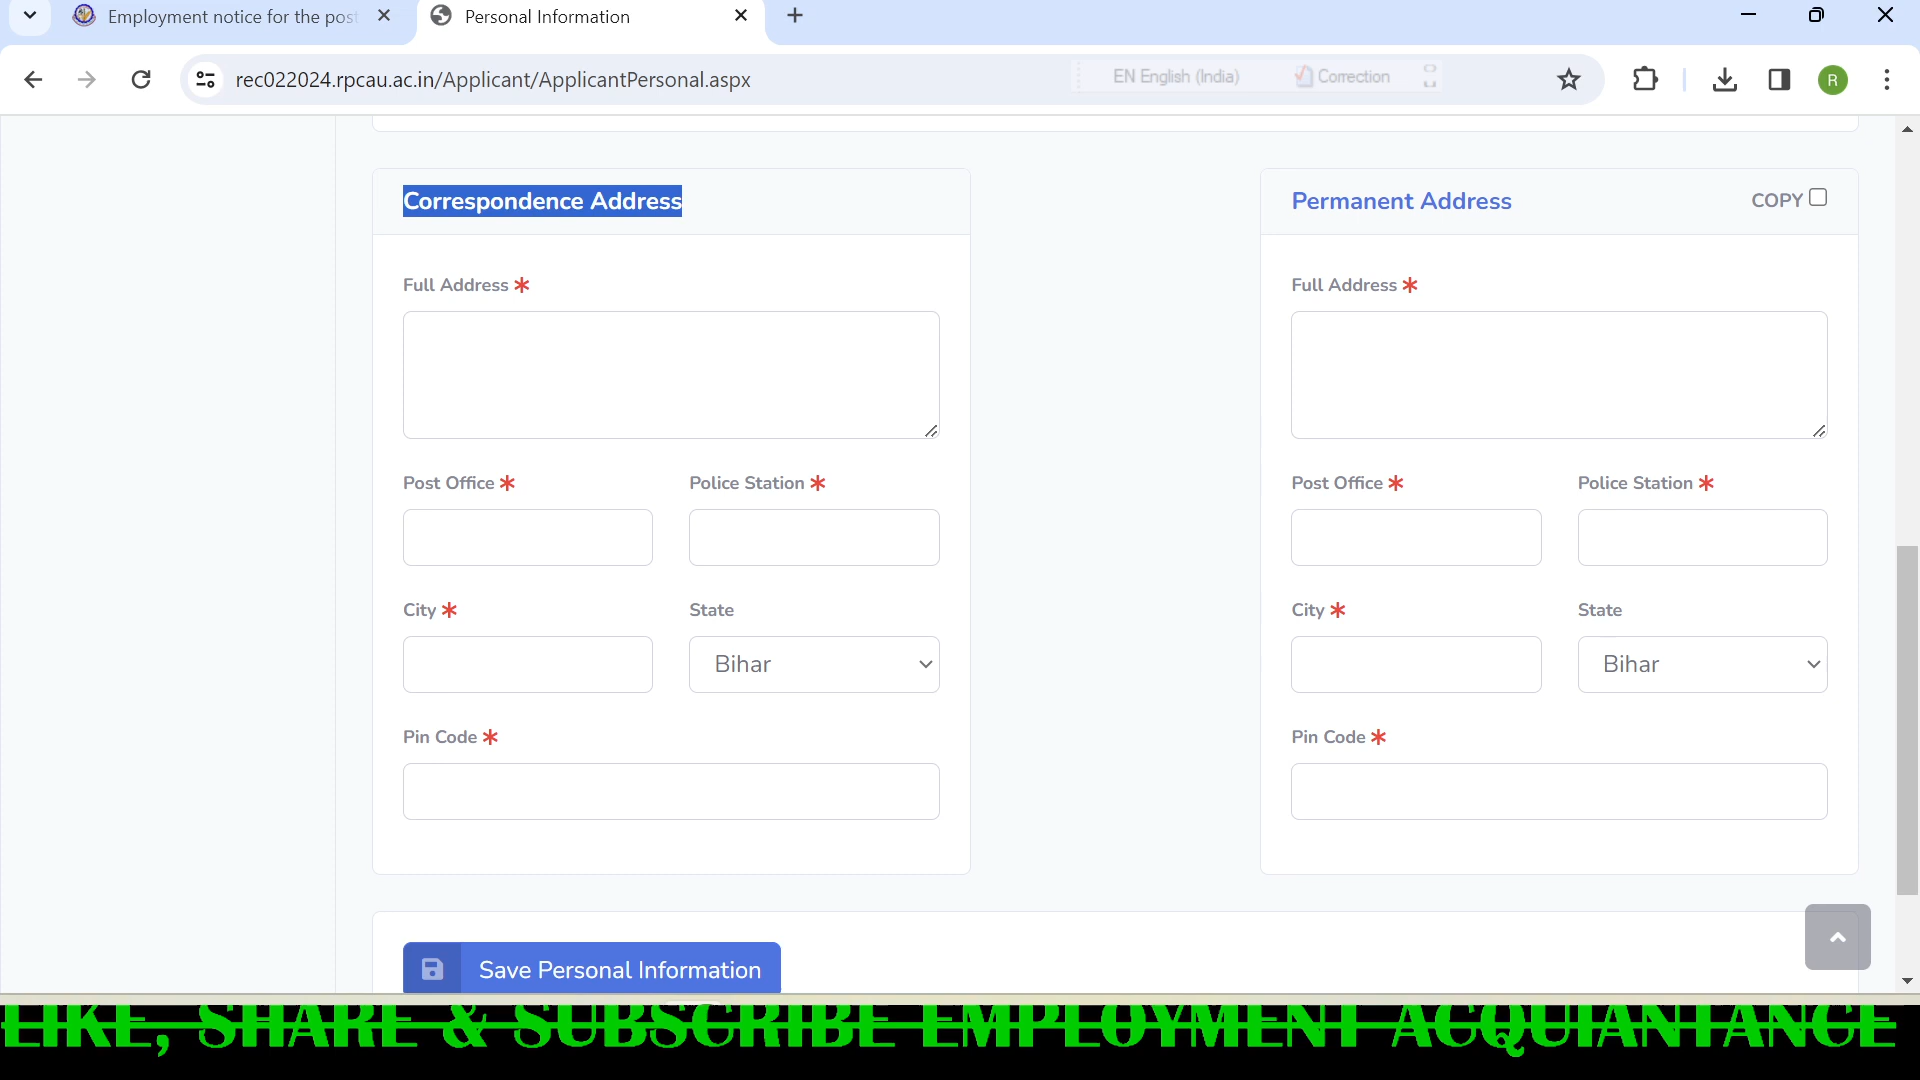 Employment notice for the post
Personal Information
rec022024.rpcau.ac.in/Applicant/ApplicantPersonal.aspx
EN English (India)
Correction
R
Correspondence Address
Permanent Address
COPY
Full Address *
Full Address *
Post Office *
Police Station *
Post Office *
Police Station *
City *
State
City *
State
Bihar
Bihar
Pin Code *
Pin Code *
Save Personal Information
LIKE, SHARE & SUBSCRIBE EMPLOYMENT ACQUIANTANCE